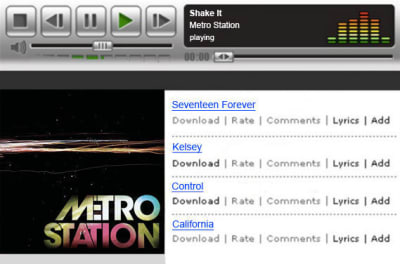 Shake It
Metro Station
playing
00:00
METRO
STATION
Seventeen Forever
Download | Rate | Comments | Lyrics | Add
Kelsey
Download | Rate | Comments | Lyrics | Add
Control
Download | Rate | Comments | Lyrics | Add
California
Download | Rate | Comments | Lyrics | Add